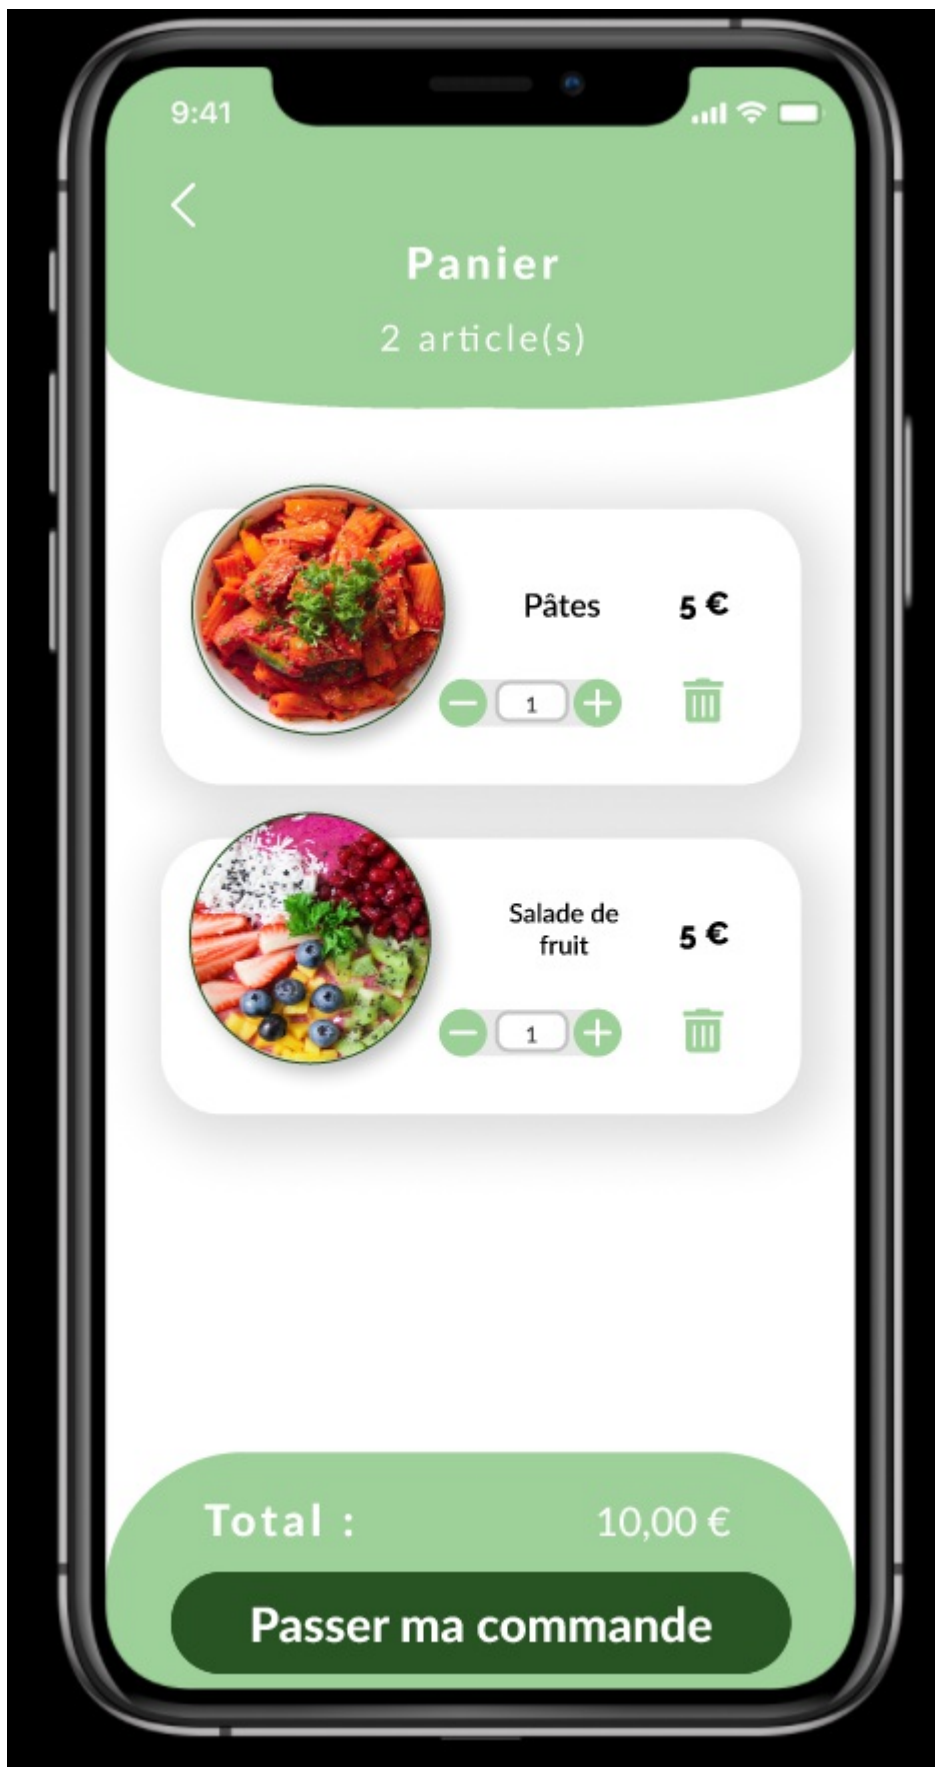 9:41
Panier
2 article(s)
Pâtes
5 €
1
Salade de
fruit
5 €
1
Total :
10,00 €
Passer ma commande